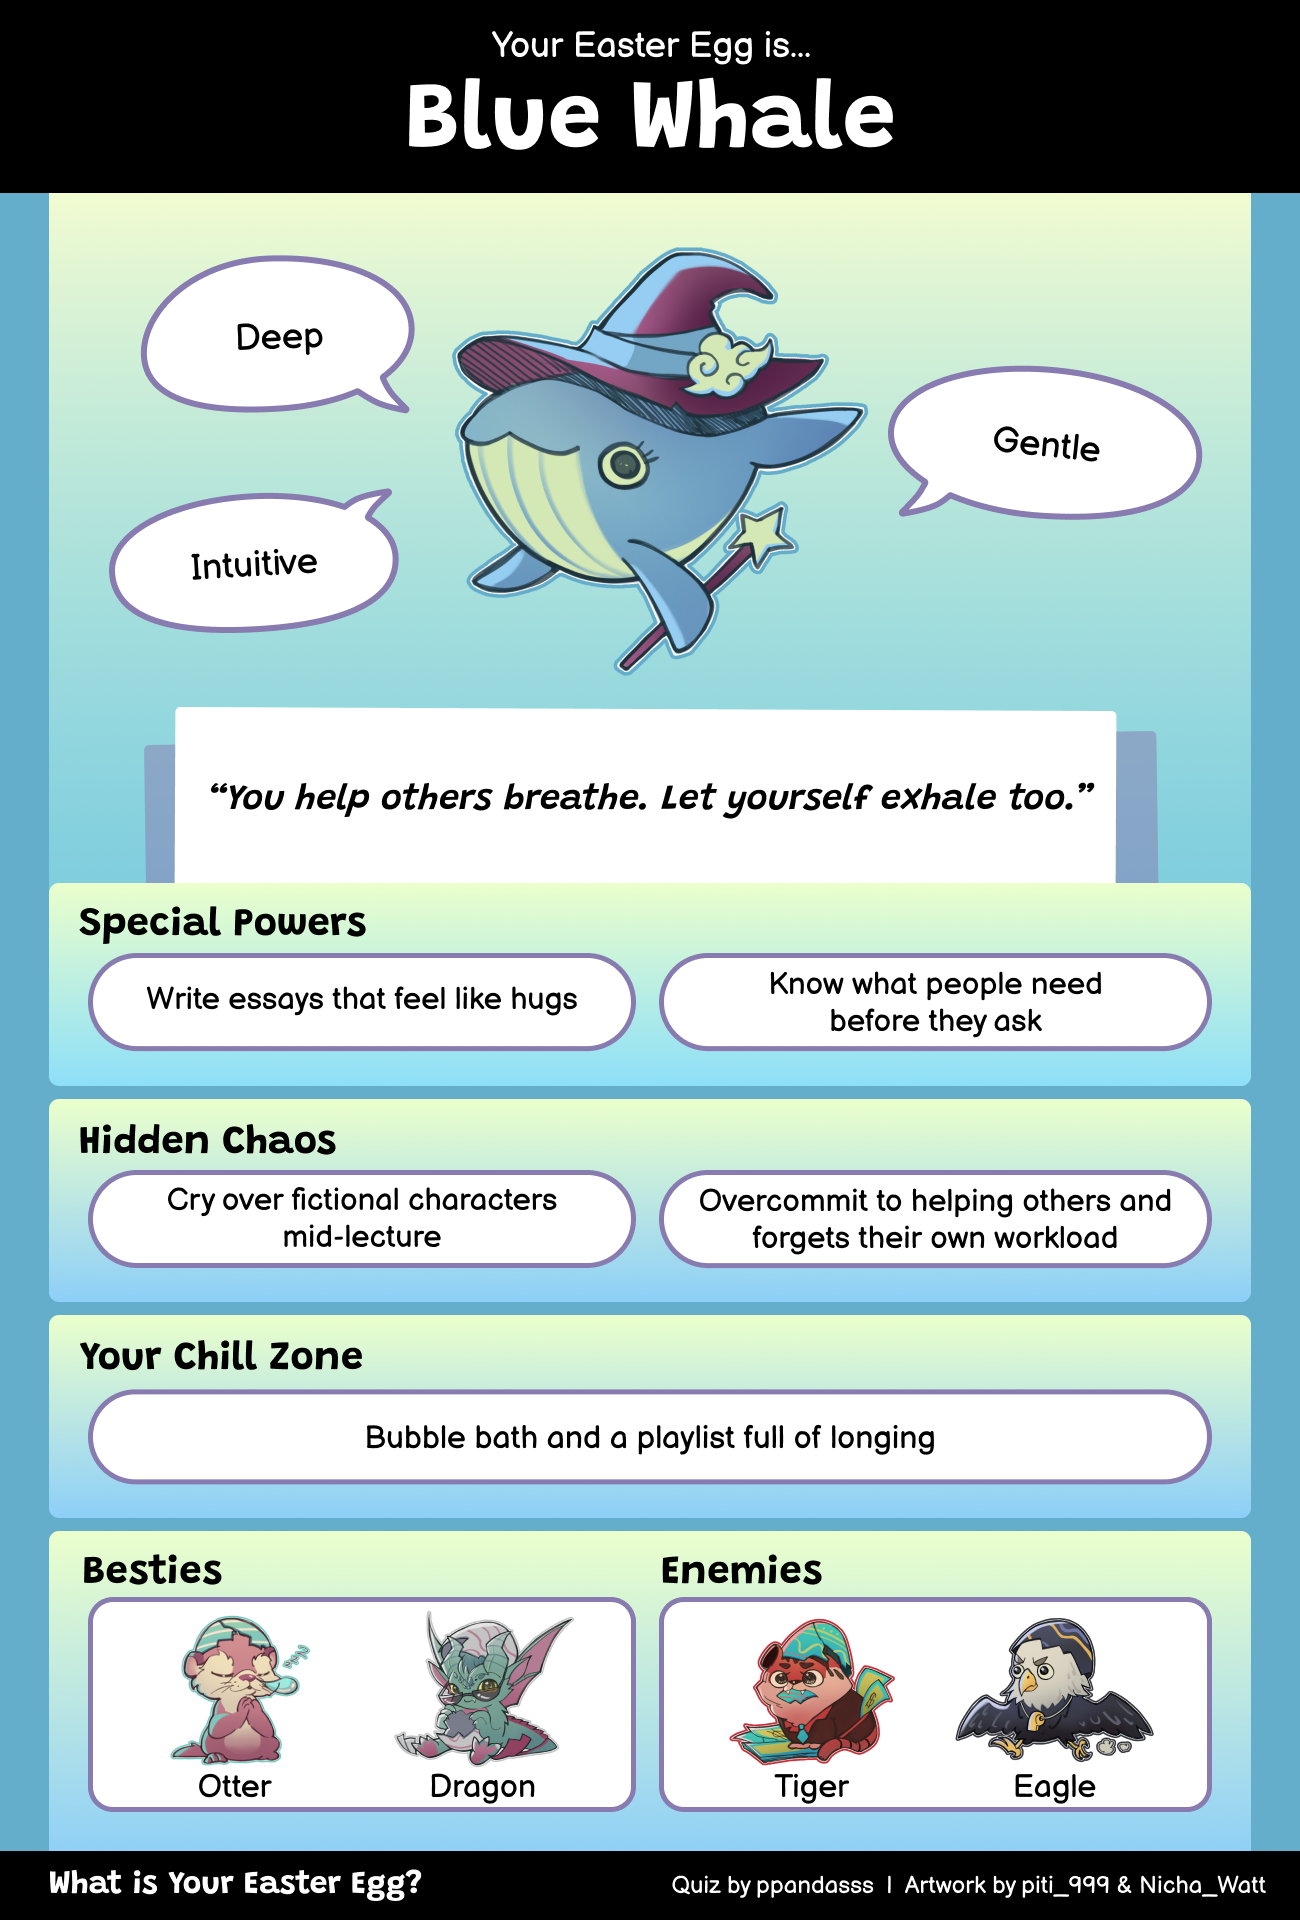 Your Easter Egg is...
Blue Whale
Deep
Gentle
Intuitive
“You help others breathe. Let yourself exhale too.”
Special Powers
Write essays that feel like hugs
Know what people need
before they ask
Hidden Chaos
Cry over fictional characters
mid-lecture
Overcommit to helping others and
forgets their own workload
Your Chill Zone
Bubble bath and a playlist full of longing
Besties
Enemies
Otter
Dragon
Tiger
Eagle
What is Your Easter Egg?
Quiz by ppandasss | Artwork by piti_999 & Nicha_Watt